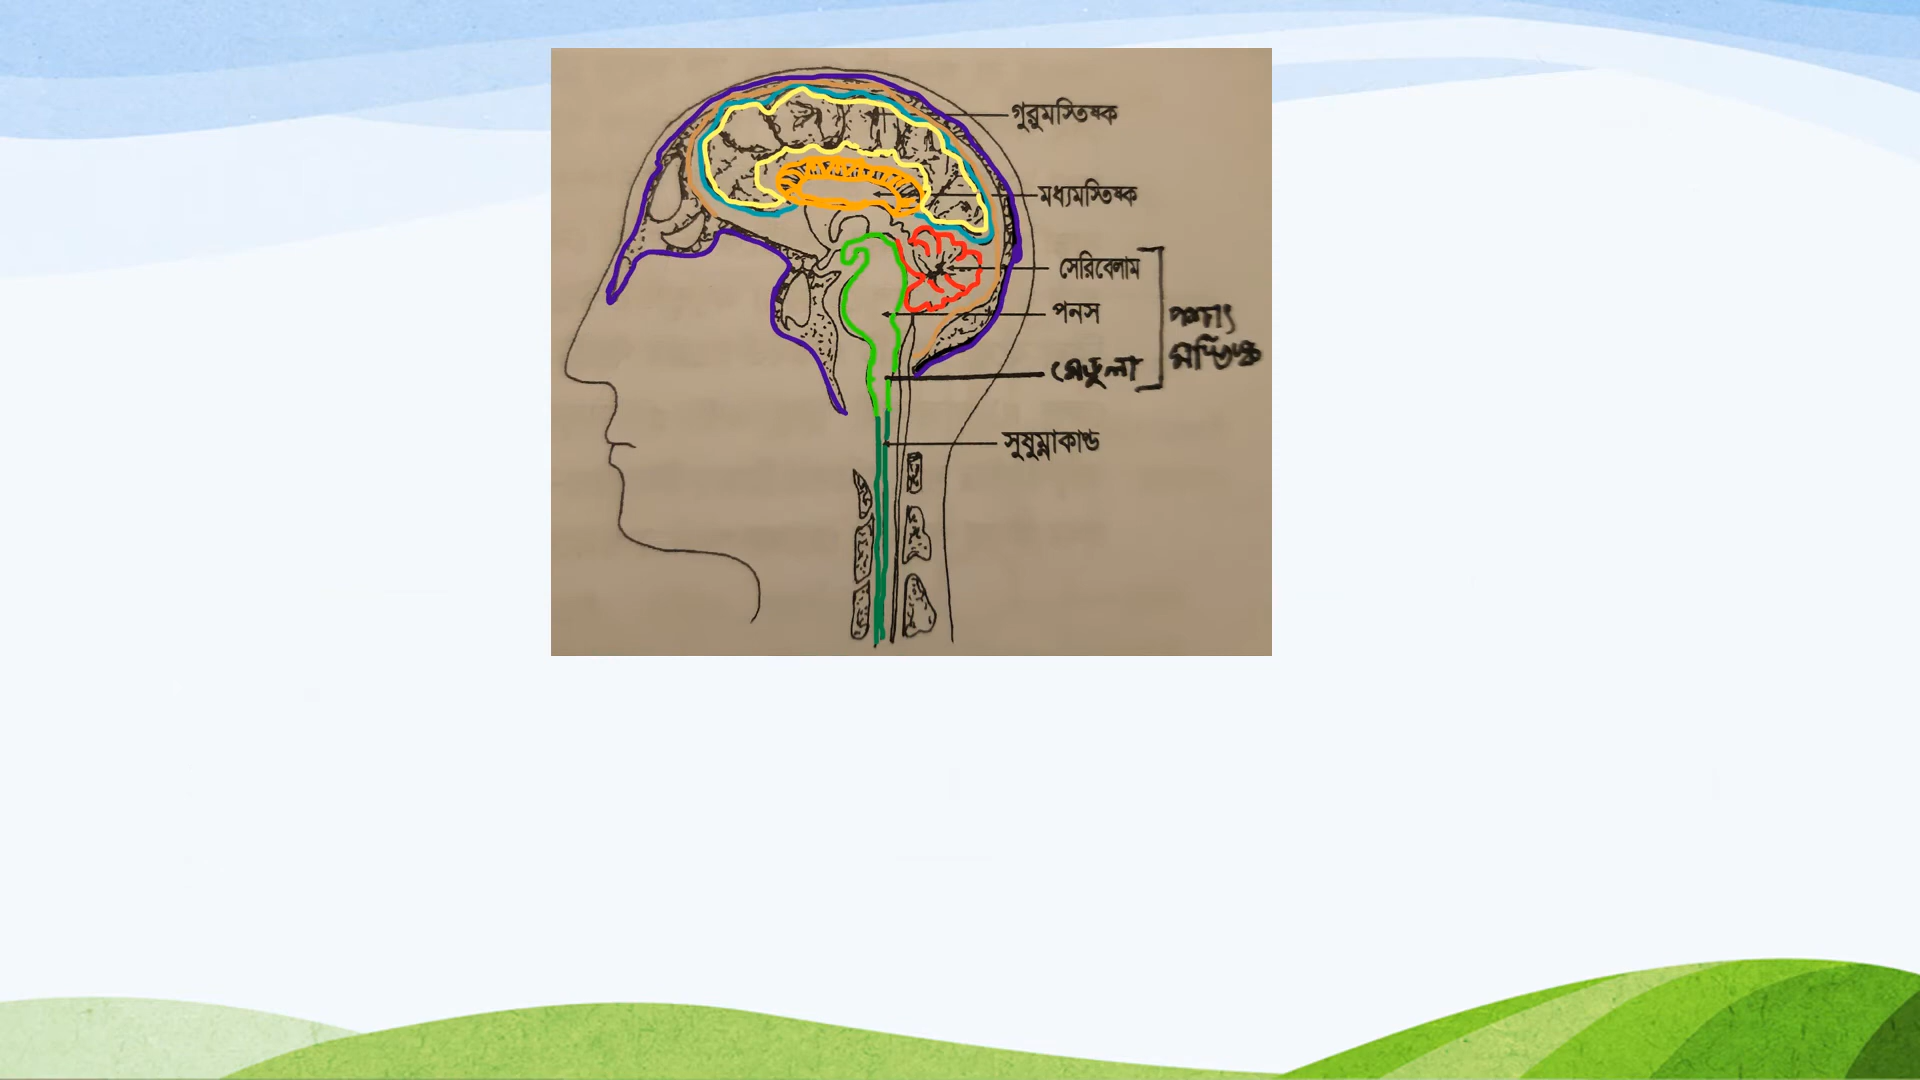 গুরুমস্তিষ্ক
মধ্যমস্তিষ্ক
সেরিবেলাম
পনস
মেডুলা
পশ্চাৎ
মস্তিষ্ক
সুষুম্নাকাণ্ড